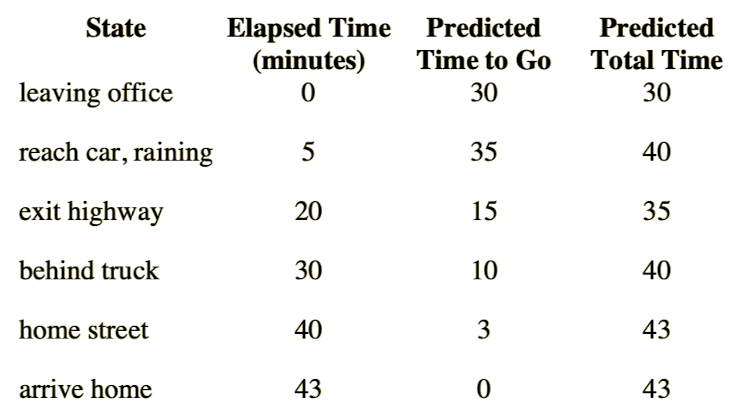 State Elapsed Time Predicted Predicted
(minutes) Time to Go Total Time
leaving office 0 30 30
reach car, raining 5 35 40
exit highway 20 15 35
behind truck 30 10 40
home street 40 3 43
arrive home 43 0 43